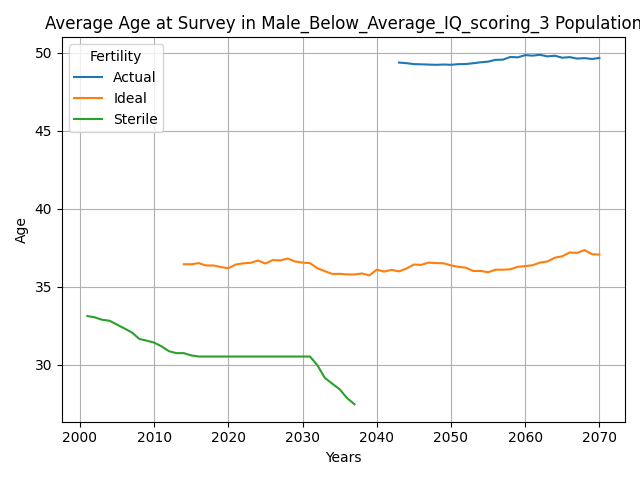 Average Age at Survey in Male_Below_Average_IQ_scoring_3 Population
Fertility
Actual
Ideal
Sterile
50
45
40
35
30
Age
2000 2010 2020 2030 2040 2050 2060 2070
Years